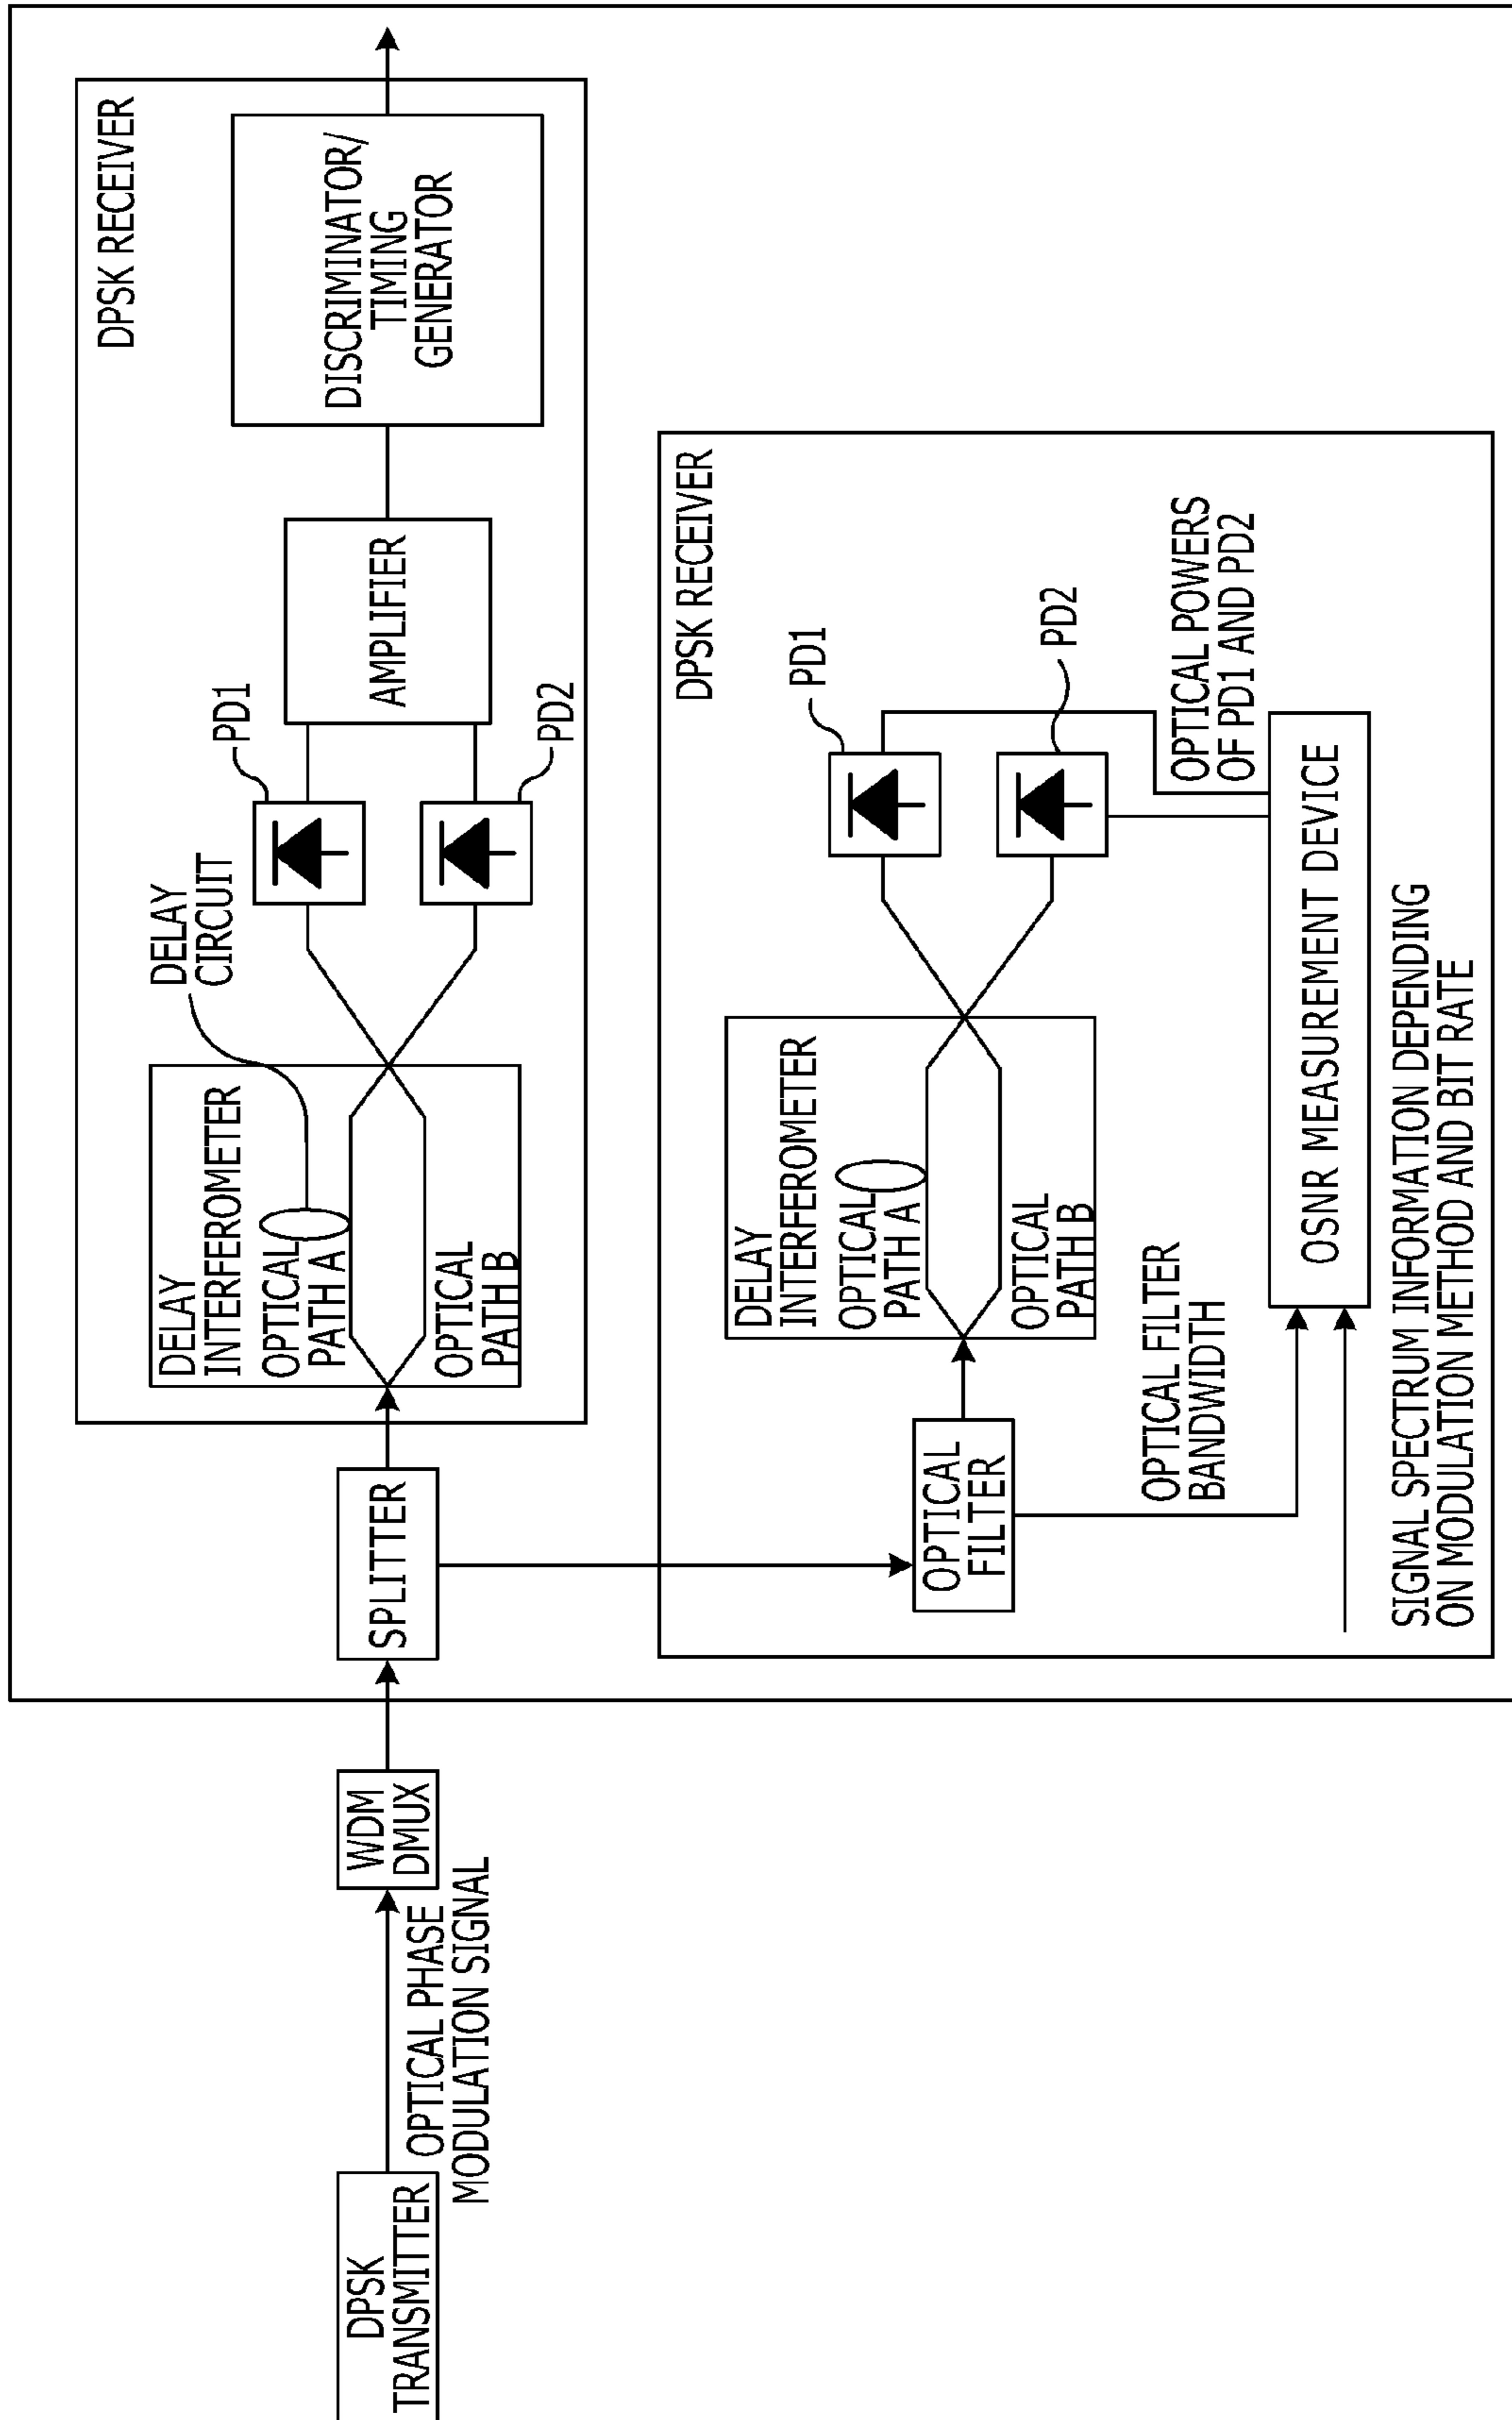 DPSK
TRANSMITTER
OPTICAL PHASE
MODULATION SIGNAL
WDM
DMUX
SPLITTER
DPSK RECEIVER
DELAY
INTERFEROMETER
OPTICAL
PATH A
OPTICAL
PATH B
DELAY
CIRCUIT
PD1
PD2
AMPLIFIER
DISCRIMINATOR/
TIMING
GENERATOR
DPSK RECEIVER
OPTICAL
FILTER
DELAY
INTERFEROMETER
OPTICAL
PATH A
OPTICAL
PATH B
PD1
PD2
OPTICAL POWERS
OF PD1 AND PD2
OPTICAL FILTER
BANDWIDTH
OSNR MEASUREMENT DEVICE
SIGNAL SPECTRUM INFORMATION DEPENDING
ON MODULATION METHOD AND BIT RATE